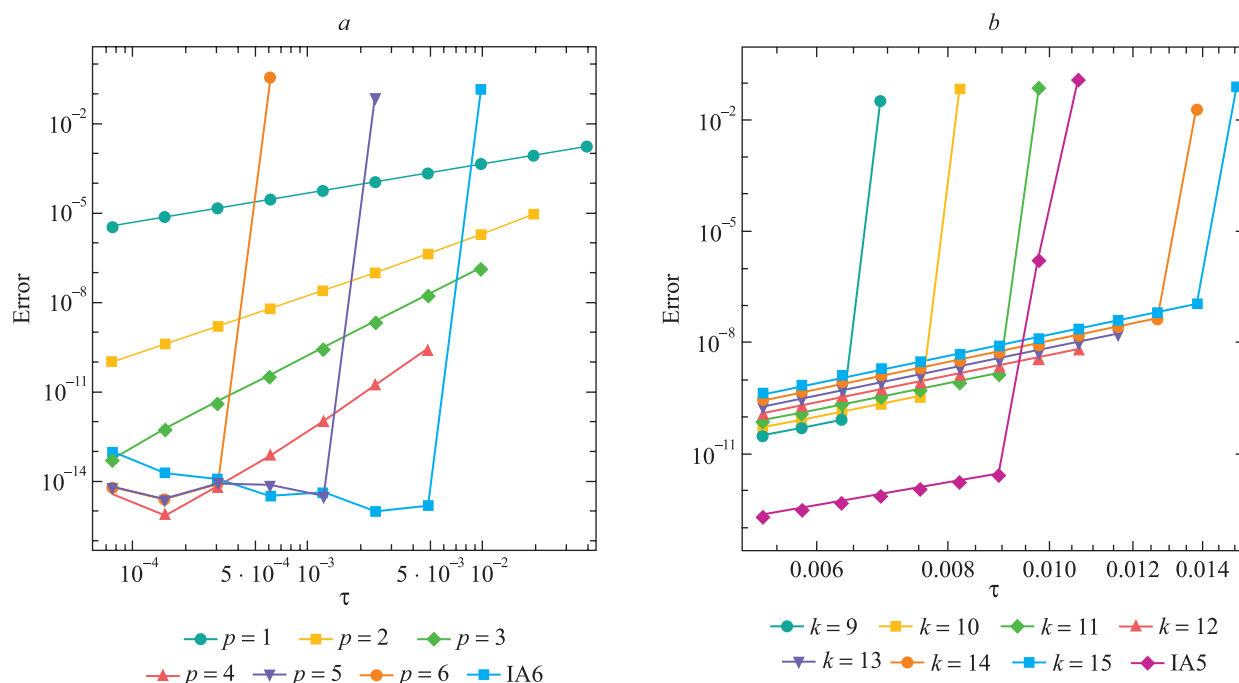 a
Error
10⁻²
10⁻⁵
10⁻⁸
10⁻¹¹
10⁻¹⁴
10⁻⁴ 5 · 10⁻⁴ 10⁻³ 5 · 10⁻³ 10⁻²
τ
p = 1 p = 2 p = 3
p = 4 p = 5 p = 6 IA6
b
Error
10⁻²
10⁻⁵
10⁻⁸
10⁻¹¹
0.006 0.008 0.010 0.012 0.014
τ
k = 9 k = 10 k = 11 k = 12
k = 13 k = 14 k = 15 IA5